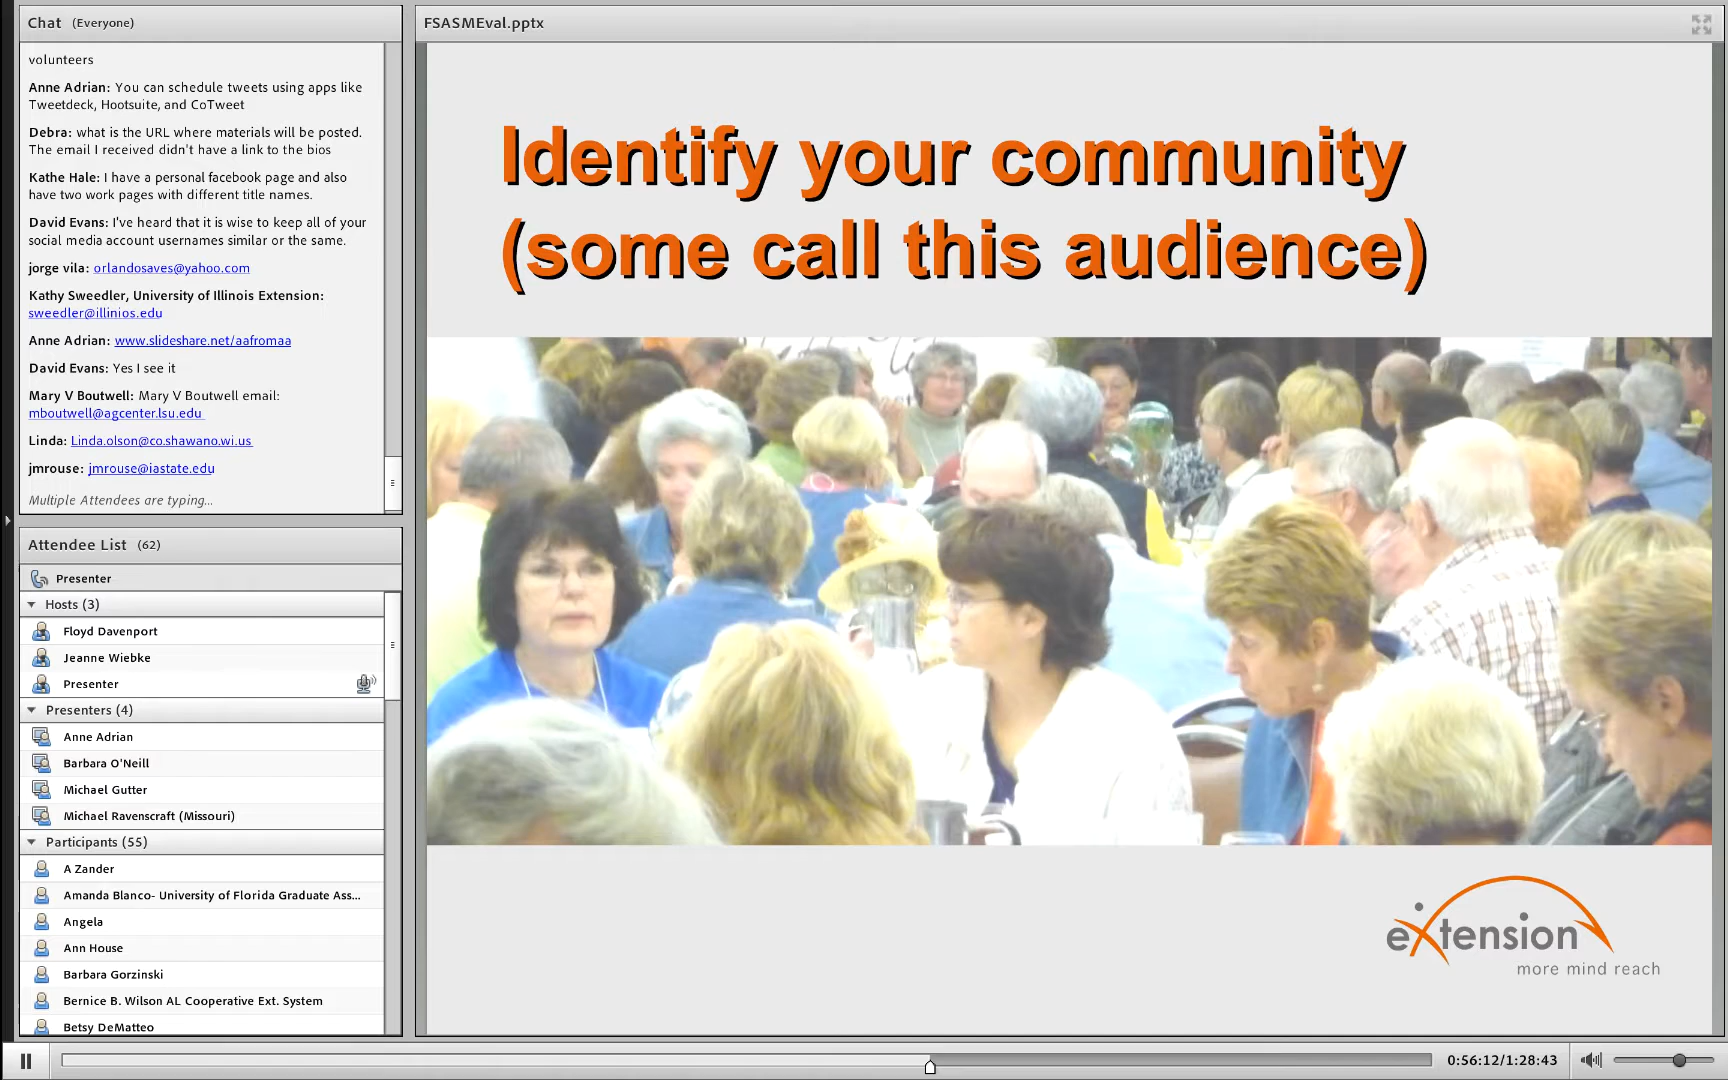 Chat (Everyone)
volunteers
Anne Adrian: You can schedule tweets using apps like
Tweetdeck, Hootsuite, and CoTweet
Debra: what is the URL where materials will be posted.
The email I received didn't have a link to the bios
Kathe Hale: I have a personal facebook page and also
have two work pages with different title names.
David Evans: I've heard that it is wise to keep all of your
social media account usernames similar or the same.
jorge vila: orlandosaves@yahoo.com
Kathy Sweedler, University of Illinois Extension:
sweedler@illinios.edu
Anne Adrian: www.slideshare.net/aafromaa
David Evans: Yes I see it
Mary V Boutwell: Mary V Boutwell email:
mboutwell@agcenter.lsu.edu
Linda: Linda.olson@co.shawano.wi.us
jmrouse: jmrouse@iastate.edu
Multiple Attendees are typing...
Attendee List (62)
Presenter
Hosts (3)
Floyd Davenport
Jeanne Wiebke
Presenter
Presenters (4)
Anne Adrian
Barbara O'Neill
Michael Gutter
Michael Ravenscraft (Missouri)
Participants (55)
A Zander
Amanda Blanco- University of Florida Graduate Ass...
Angela
Ann House
Barbara Gorzinski
Bernice B. Wilson AL Cooperative Ext. System
Betsy DeMatteo
FSASMEval.pptx
Identify your community
(some call this audience)
eXtension
more mind reach
0:56:12/1:28:43